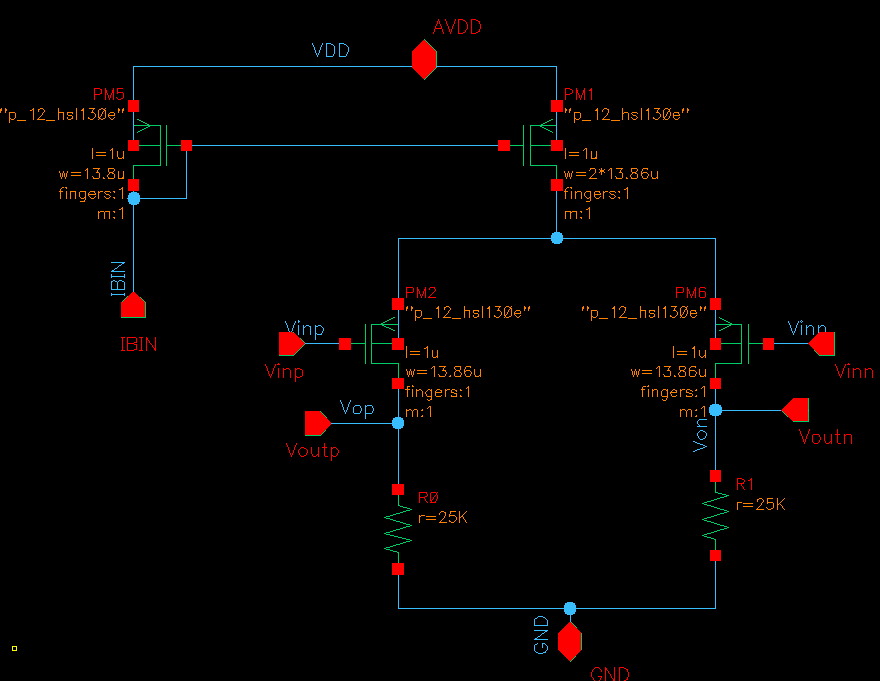 AVDD
VDD
PM5
"p_12_hsl130e"
l=1u
w=13.8u
fingers:1
m:1
PM1
"p_12_hsl130e"
l=1u
w=2*13.86u
fingers:1
m:1
IBIN
IBIN
PM2
"p_12_hsl130e"
l=1u
w=13.86u
fingers:1
m:1
PM6
"p_12_hsl130e"
l=1u
w=13.86u
fingers:1
m:1
Vinp
Vinp
Vinn
Vinn
Vop
Voutp
Von
Voutn
R0
r=25K
R1
r=25K
GND
GND